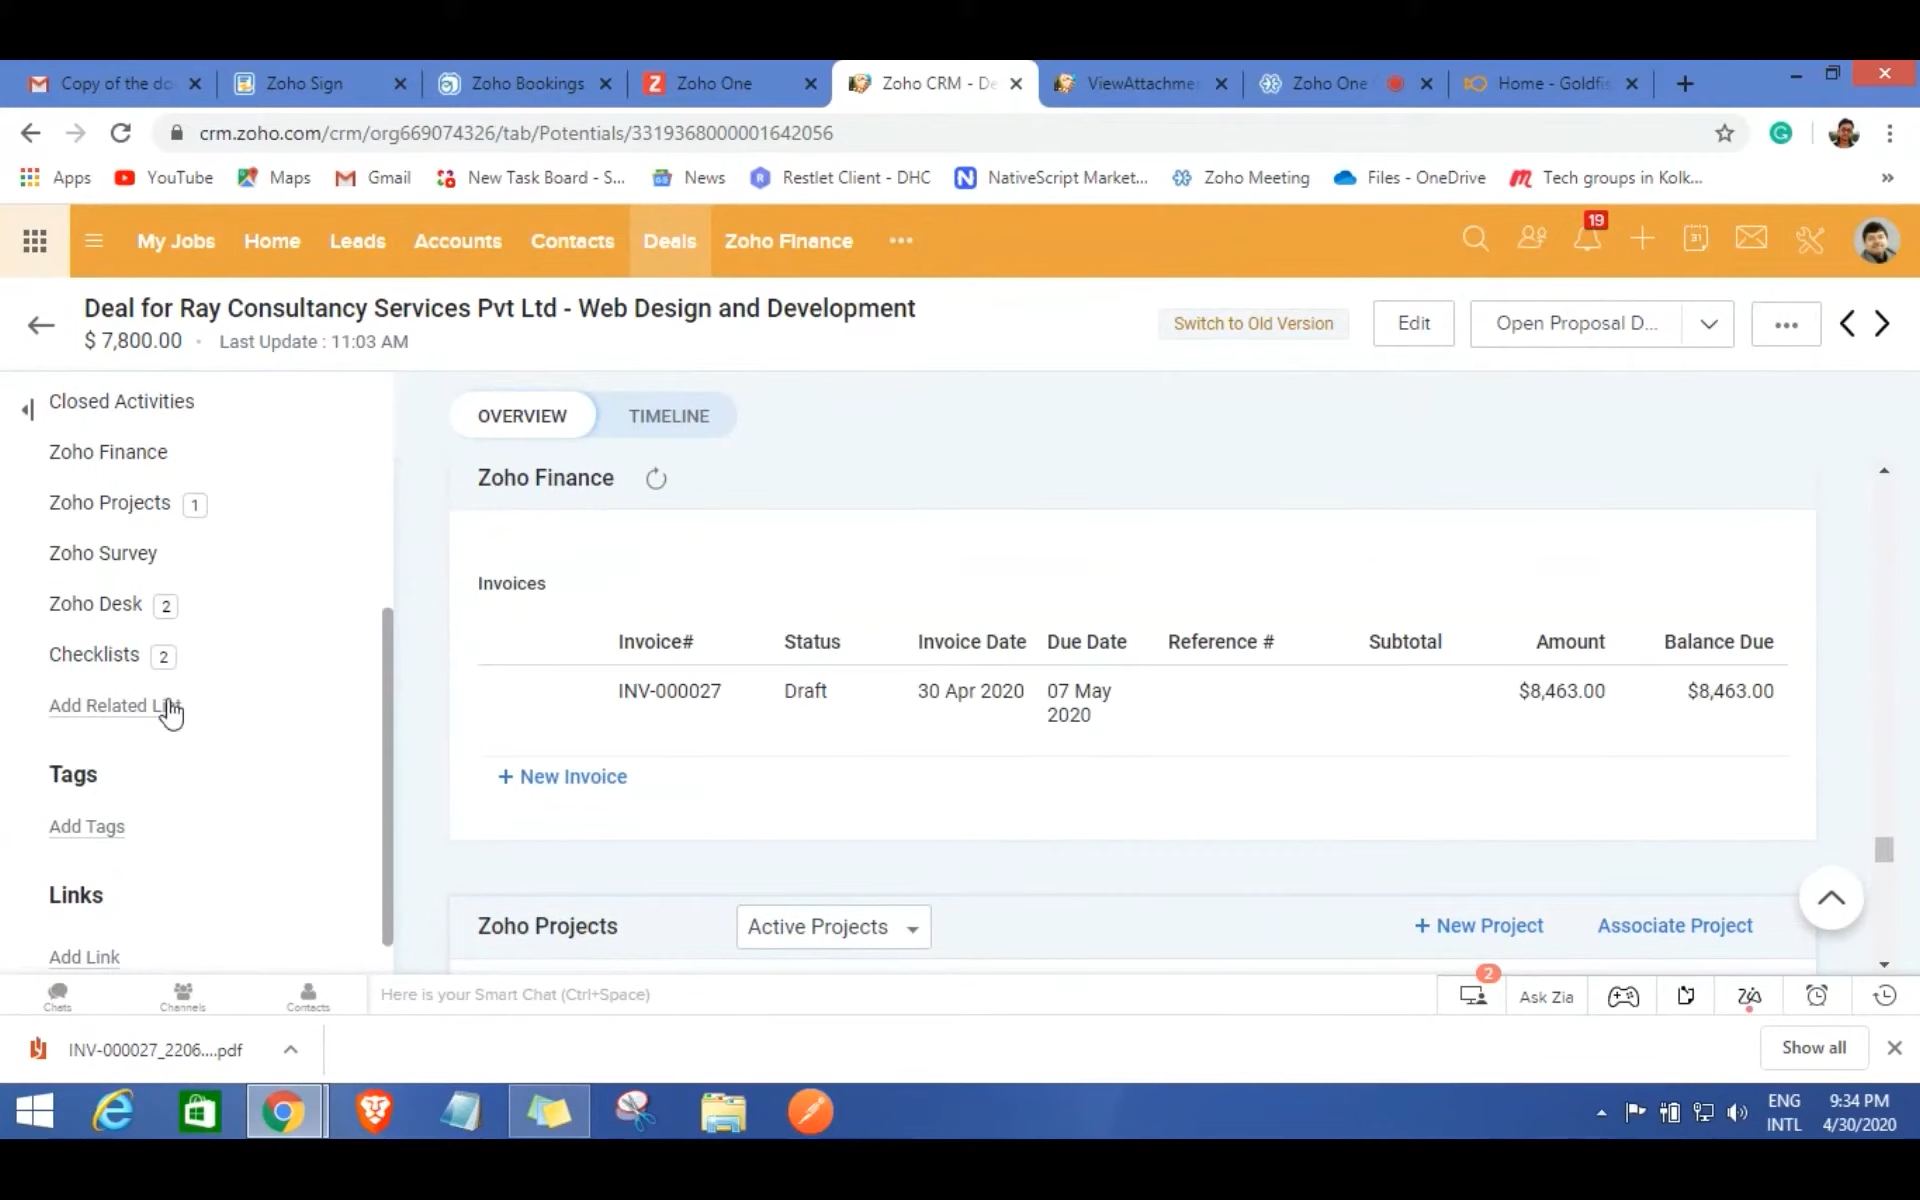 Copy of the do
Zoho Sign
Zoho Bookings
Zoho One
Zoho CRM - De
ViewAttachme
Zoho One
Home - Goldfis
crm.zoho.com/crm/org669074326/tab/Potentials/3319368000001642056
Apps
YouTube
Maps
Gmail
New Task Board - S...
News
Restlet Client - DHC
NativeScript Market...
Zoho Meeting
Files - OneDrive
Tech groups in Kolk...
»
My Jobs
Home
Leads
Accounts
Contacts
Deals
Zoho Finance
19
31
Deal for Ray Consultancy Services Pvt Ltd - Web Design and Development
$ 7,800.00 · Last Update : 11:03 AM
Switch to Old Version
Edit
Open Proposal D...
Closed Activities
Zoho Finance
Zoho Projects 1
Zoho Survey
Zoho Desk 2
Checklists 2
Add Related List
Tags
Add Tags
Links
Add Link
OVERVIEW
TIMELINE
Zoho Finance
Invoices
Invoice# Status Invoice Date Due Date Reference # Subtotal Amount Balance Due
INV-000027 Draft 30 Apr 2020 07 May 2020 $8,463.00 $8,463.00
+ New Invoice
Zoho Projects
Active Projects
+ New Project
Associate Project
Chats
Channels
Contacts
Here is your Smart Chat (Ctrl+Space)
2
Ask Zia
INV-000027_2206....pdf
Show all
ENG
INTL
9:34 PM
4/30/2020